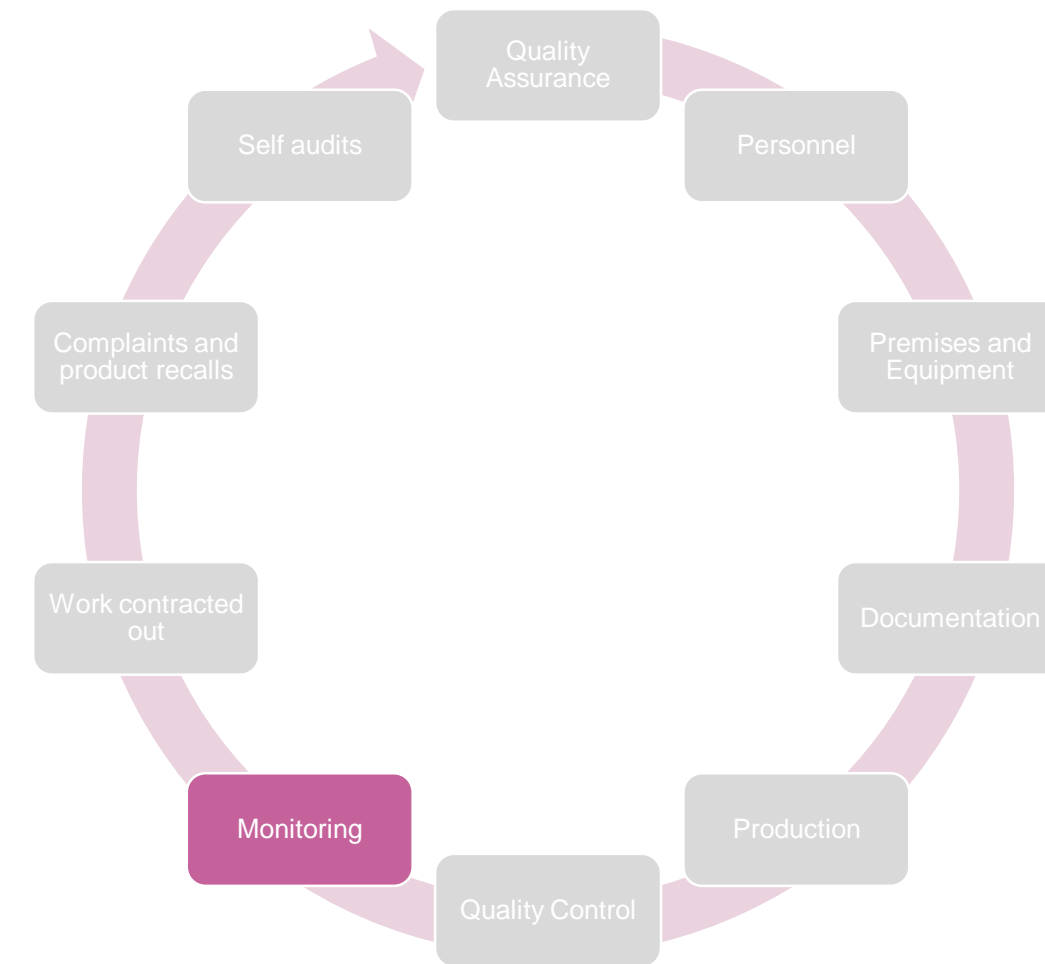 Quality
Assurance
Personnel
Premises and
Equipment
Documentation
Production
Quality Control
Monitoring
Work contracted
out
Complaints and
product recalls
Self audits